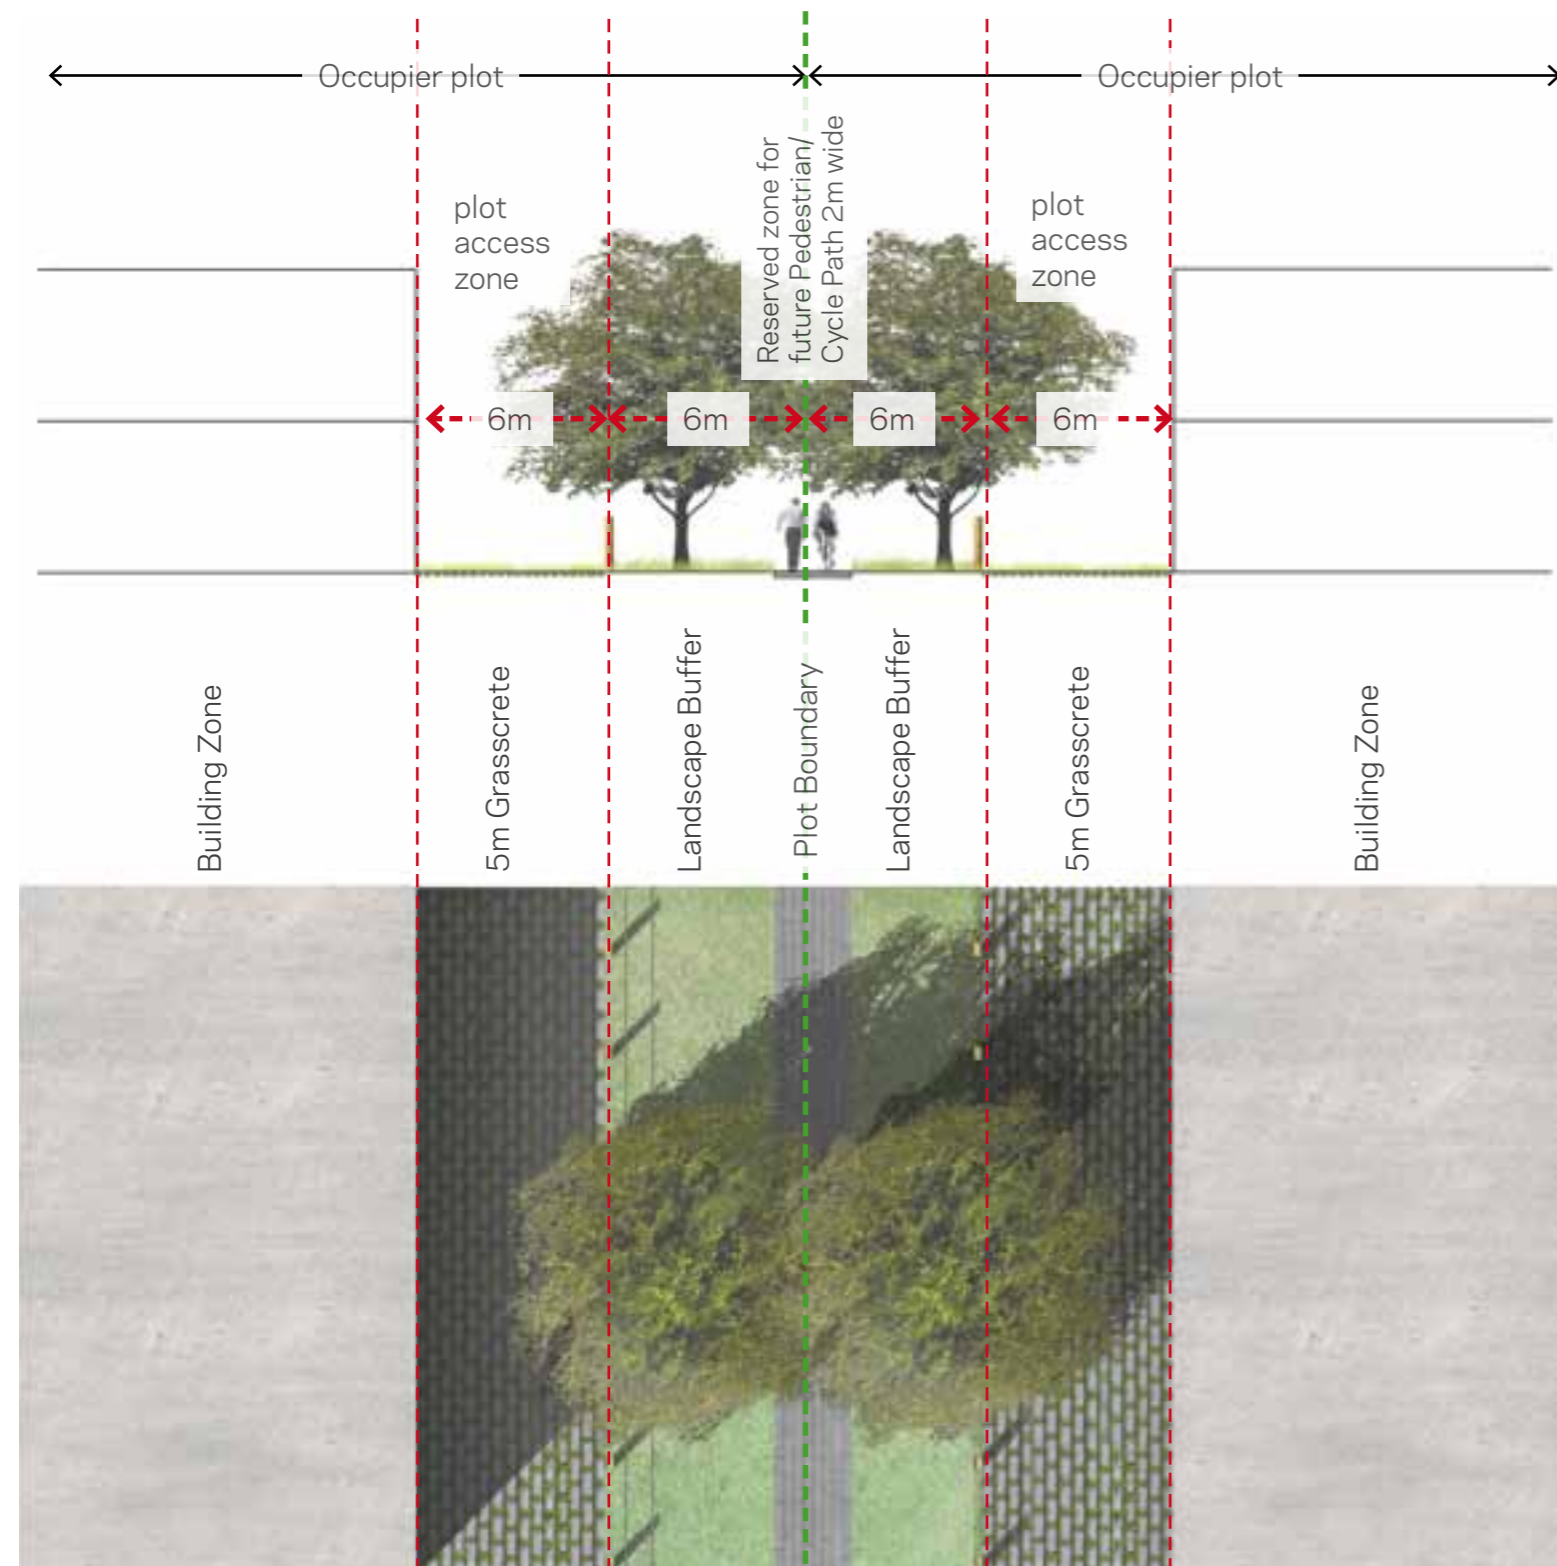 Occupier plot
Occupier plot
Reserved zone for
future Pedestrian/
Cycle Path 2m wide
plot
access
zone
plot
access
zone
6m
6m
6m
6m
Building Zone
5m Grasscrete
Landscape Buffer
Plot Boundary
Landscape Buffer
5m Grasscrete
Building Zone